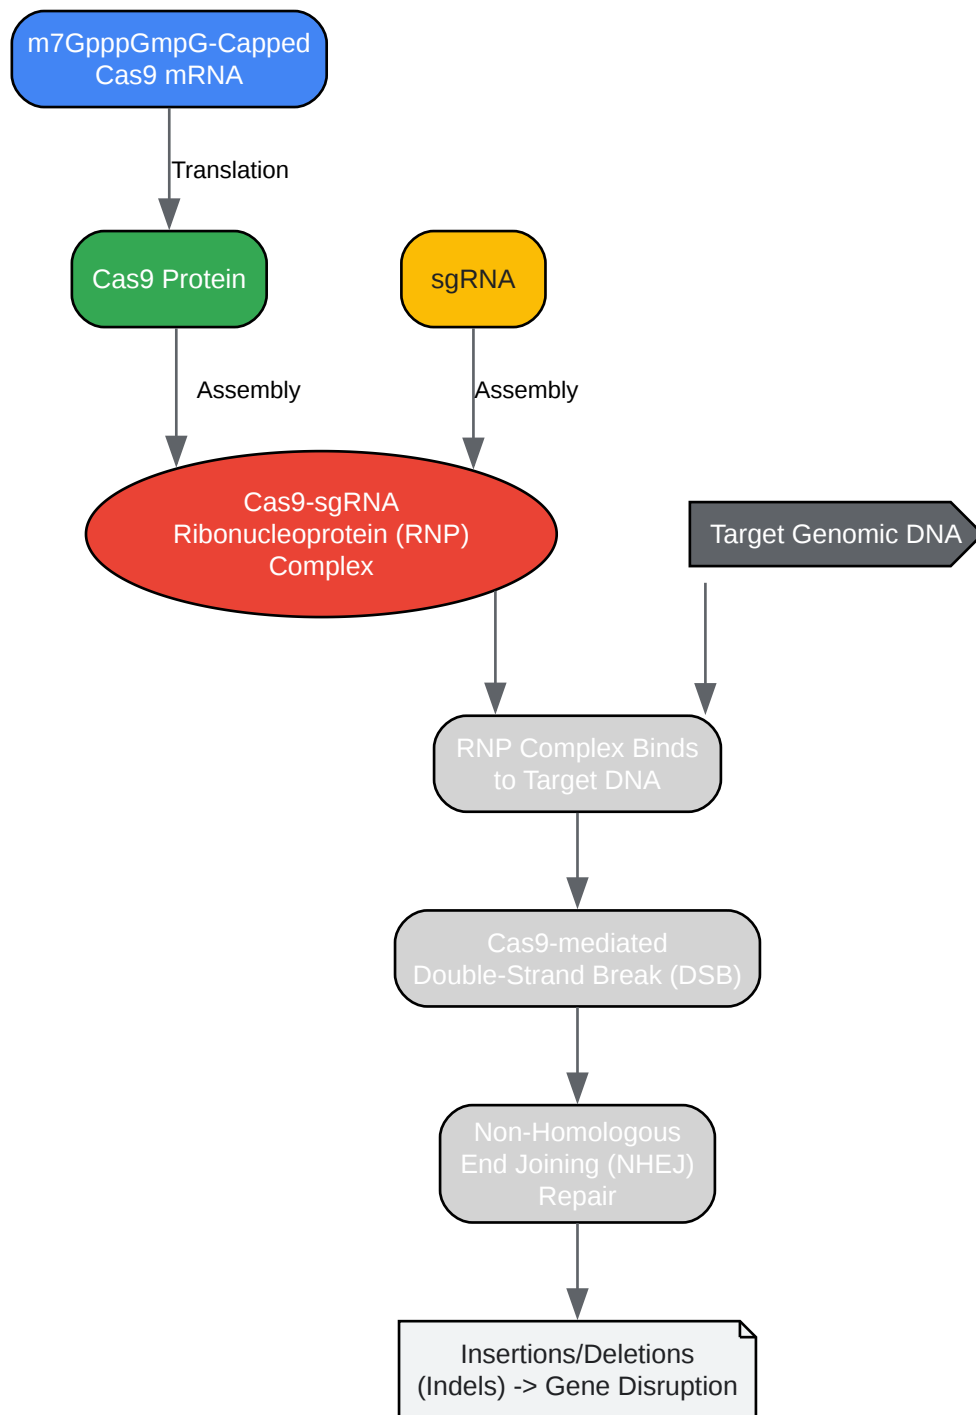 m7GpppGmpG-Capped
Cas9 mRNA
Translation
Cas9 Protein
sgRNA
Assembly
Assembly
Cas9-sgRNA
Ribonucleoprotein (RNP)
Complex
Target Genomic DNA
RNP Complex Binds
to Target DNA
Cas9-mediated
Double-Strand Break (DSB)
Non-Homologous
End Joining (NHEJ)
Repair
Insertions/Deletions
(Indels) -> Gene Disruption